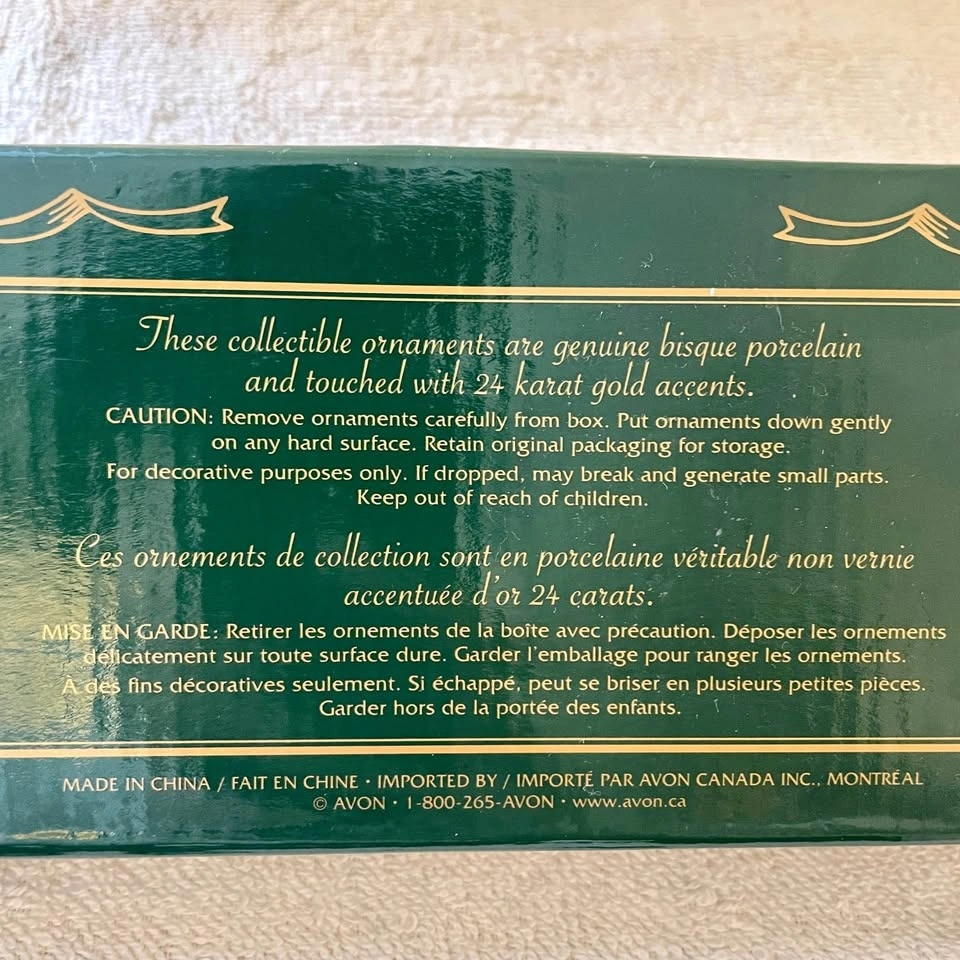 These collectible ornaments are genuine bisque porcelain
and touched with 24 karat gold accents.
CAUTION: Remove ornaments carefully from box. Put ornaments down gently
on any hard surface. Retain original packaging for storage.
For decorative purposes only. If dropped, may break and generate small parts.
Keep out of reach of children.
Ces ornements de collection sont en porcelaine véritable non vernie
accentuée d'or 24 carats.
MISE EN GARDE: Retirer les ornements de la boîte avec précaution. Déposer les ornements
délicatement sur toute surface dure. Garder l'emballage pour ranger les ornements.
À des fins décoratives seulement. Si échappé, peut se briser en plusieurs petites pièces.
Garder hors de la portée des enfants.
MADE IN CHINA / FAIT EN CHINE • IMPORTED BY / IMPORTÉ PAR AVON CANADA INC., MONTRÉAL
© AVON • 1-800-265-AVON • www.avon.ca